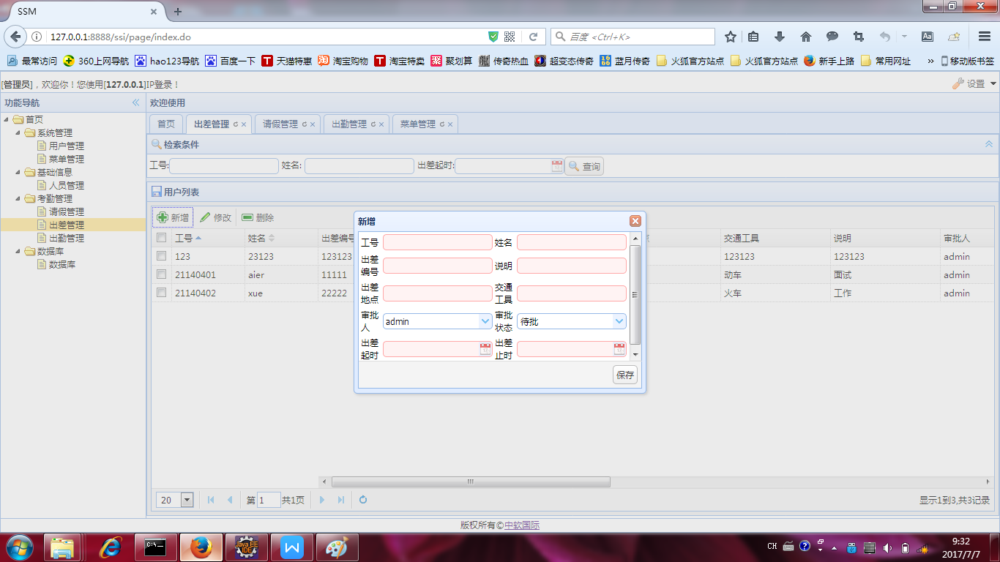 SSM
127.0.0.1:8888/ssi/page/index.do
百度 <Ctrl+K>
最常访问 360上网导航 hao123导航 百度一下 天猫特惠 淘宝购物 淘宝特卖 聚划算 传奇热血 超变态传奇 蓝月传奇 火狐官方站点 火狐官方站点 新手上路 常用网址 移动版书签
[管理员]，欢迎你！您使用[127.0.0.1]IP登录！ 设置
功能导航 欢迎使用
首页
系统管理
用户管理
菜单管理
基础信息
人员管理
考勤管理
请假管理
出差管理
出勤管理
数据库
数据库
首页 出差管理 请假管理 出勤管理 菜单管理
检索条件
工号: 姓名: 出差起时: 查询
用户列表
新增 修改 删除
工号 姓名 出差编号 交通工具 说明 审批人
123 23123 123123 123123 123123 admin
21140401 aier 11111 动车 面试 admin
21140402 xue 22222 火车 工作 admin
新增
工号 姓名
出差编号 说明
出差地点 交通工具
审批人 admin 审批状态 待批
出差起时 出差止时
保存
20 第 1 共1页 显示1到3,共3记录
版权所有©中软国际
C:\. Java EE IDE W CH 9:32
2017/7/7